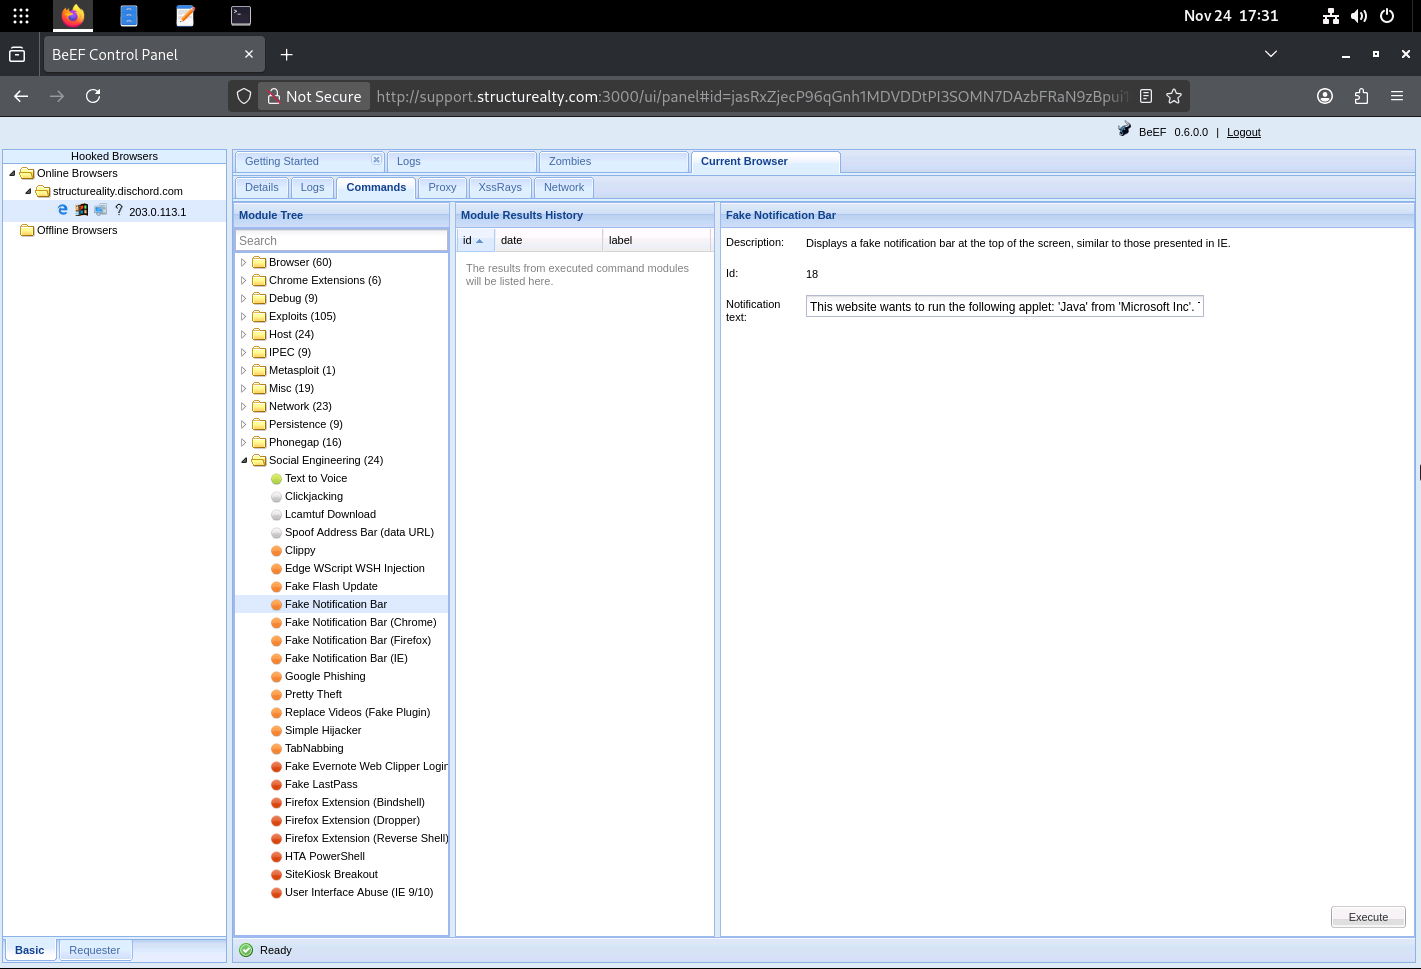 Nov 24 17:31
BeEF Control Panel
Not Secure
http://support.structurealty.com:3000/ui/panel#id=jasRxZjecP96qGnh1MDVDDtPI3SOMN7DAzbFRaN9zBpui1
BeEF 0.6.0.0 | Logout
Hooked Browsers
Online Browsers
structureality.dischord.com
203.0.113.1
Offline Browsers
Basic
Requester
Getting Started
Logs
Zombies
Current Browser
Details
Logs
Commands
Proxy
XssRays
Network
Module Tree
Search
Browser (60)
Chrome Extensions (6)
Debug (9)
Exploits (105)
Host (24)
IPEC (9)
Metasploit (1)
Misc (19)
Network (23)
Persistence (9)
Phonegap (16)
Social Engineering (24)
Text to Voice
Clickjacking
Lcamtuf Download
Spoof Address Bar (data URL)
Clippy
Edge WScript WSH Injection
Fake Flash Update
Fake Notification Bar
Fake Notification Bar (Chrome)
Fake Notification Bar (Firefox)
Fake Notification Bar (IE)
Google Phishing
Pretty Theft
Replace Videos (Fake Plugin)
Simple Hijacker
TabNabbing
Fake Evernote Web Clipper Login
Fake LastPass
Firefox Extension (Bindshell)
Firefox Extension (Dropper)
Firefox Extension (Reverse Shell)
HTA PowerShell
SiteKiosk Breakout
User Interface Abuse (IE 9/10)
Module Results History
id
date
label
The results from executed command modules
will be listed here.
Fake Notification Bar
Description: Displays a fake notification bar at the top of the screen, similar to those presented in IE.
Id: 18
Notification
text:
This website wants to run the following applet: 'Java' from 'Microsoft Inc'.
Execute
Ready